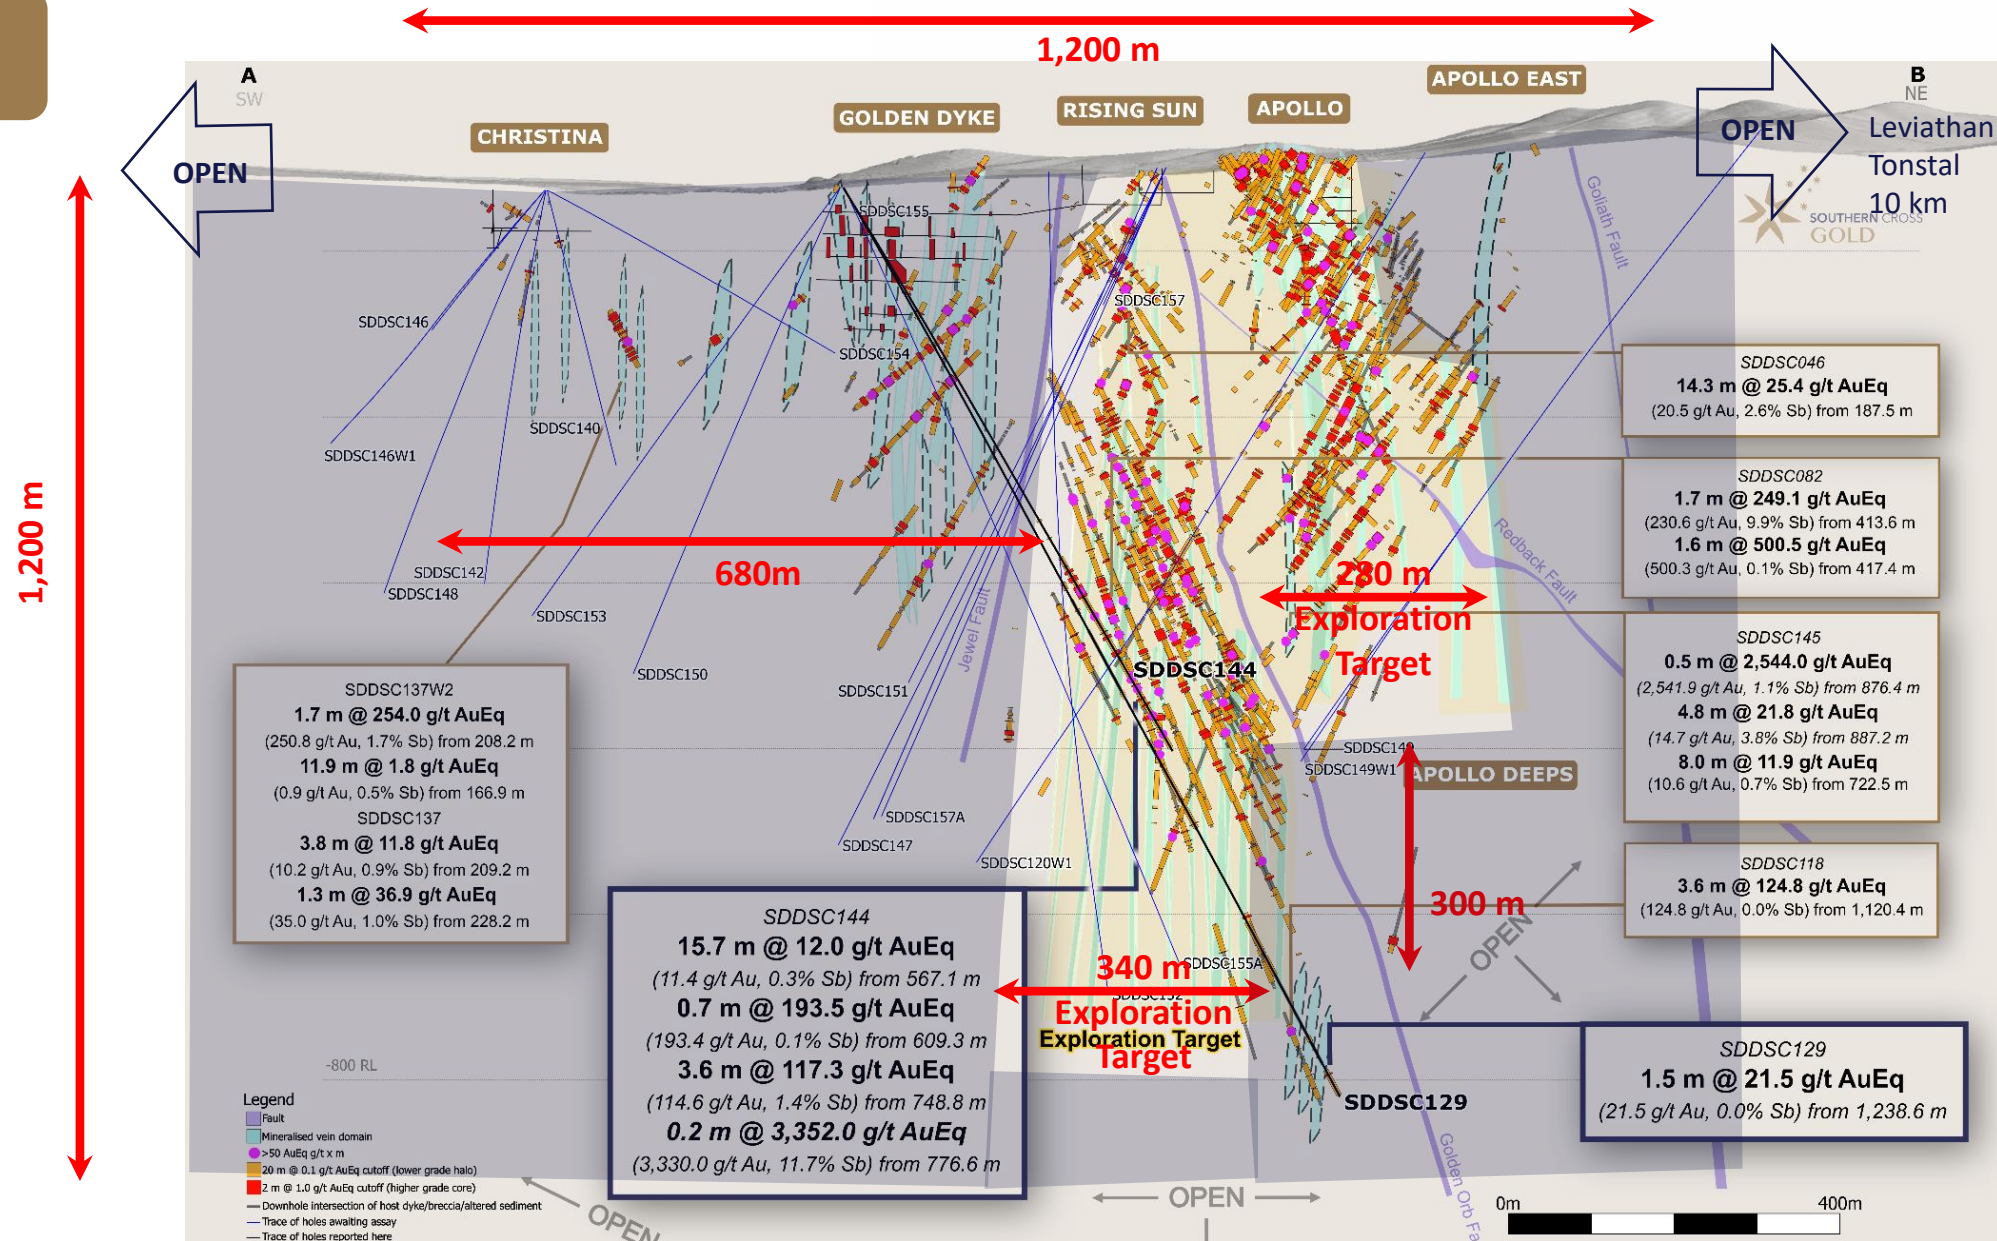 1,200 m
A
SW
B
NE
APOLLO EAST
GOLDEN DYKE
RISING SUN
APOLLO
CHRISTINA
OPEN
OPEN
Leviathan
Tonstal
10 km
SOUTHERN CROSS
GOLD
Goliath Fault
SDDSC155
SDDSC157
SDDSC146
SDDSC154
SDDSC140
SDDSC146W1
SDDSC046
14.3 m @ 25.4 g/t AuEq
(20.5 g/t Au, 2.6% Sb) from 187.5 m
SDDSC082
1.7 m @ 249.1 g/t AuEq
(230.6 g/t Au, 9.9% Sb) from 413.6 m
1.6 m @ 500.5 g/t AuEq
(500.3 g/t Au, 0.1% Sb) from 417.4 m
1,200 m
680m
280 m
Exploration
Target
Redback Fault
Jewel Fault
SDDSC142
SDDSC148
SDDSC153
SDDSC150
SDDSC151
SDDSC144
SDDSC145
0.5 m @ 2,544.0 g/t AuEq
(2,541.9 g/t Au, 1.1% Sb) from 876.4 m
4.8 m @ 21.8 g/t AuEq
(14.7 g/t Au, 3.8% Sb) from 887.2 m
8.0 m @ 11.9 g/t AuEq
(10.6 g/t Au, 0.7% Sb) from 722.5 m
SDDSC137W2
1.7 m @ 254.0 g/t AuEq
(250.8 g/t Au, 1.7% Sb) from 208.2 m
11.9 m @ 1.8 g/t AuEq
(0.9 g/t Au, 0.5% Sb) from 166.9 m
SDDSC137
3.8 m @ 11.8 g/t AuEq
(10.2 g/t Au, 0.9% Sb) from 209.2 m
1.3 m @ 36.9 g/t AuEq
(35.0 g/t Au, 1.0% Sb) from 228.2 m
SDDSC149W1
APOLLO DEEPS
SDDSC157A
SDDSC147
SDDSC120W1
300 m
OPEN
SDDSC118
3.6 m @ 124.8 g/t AuEq
(124.8 g/t Au, 0.0% Sb) from 1,120.4 m
SDDSC144
15.7 m @ 12.0 g/t AuEq
(11.4 g/t Au, 0.3% Sb) from 567.1 m
0.7 m @ 193.5 g/t AuEq
(193.4 g/t Au, 0.1% Sb) from 609.3 m
3.6 m @ 117.3 g/t AuEq
(114.6 g/t Au, 1.4% Sb) from 748.8 m
0.2 m @ 3,352.0 g/t AuEq
(3,330.0 g/t Au, 11.7% Sb) from 776.6 m
340 m
SDDSC155A
Exploration
Exploration Target
Target
SDDSC129
SDDSC129
1.5 m @ 21.5 g/t AuEq
(21.5 g/t Au, 0.0% Sb) from 1,238.6 m
-800 RL
Legend
Fault
Mineralised vein domain
>50 AuEq g/t x m
20 m @ 0.1 g/t AuEq cutoff (lower grade halo)
2 m @ 1.0 g/t AuEq cutoff (higher grade core)
Downhole intersection of host dyke/breccia/altered sediment
Trace of holes awaiting assay
Trace of holes reported here
OPEN
OPEN
Golden Orb
0m
400m